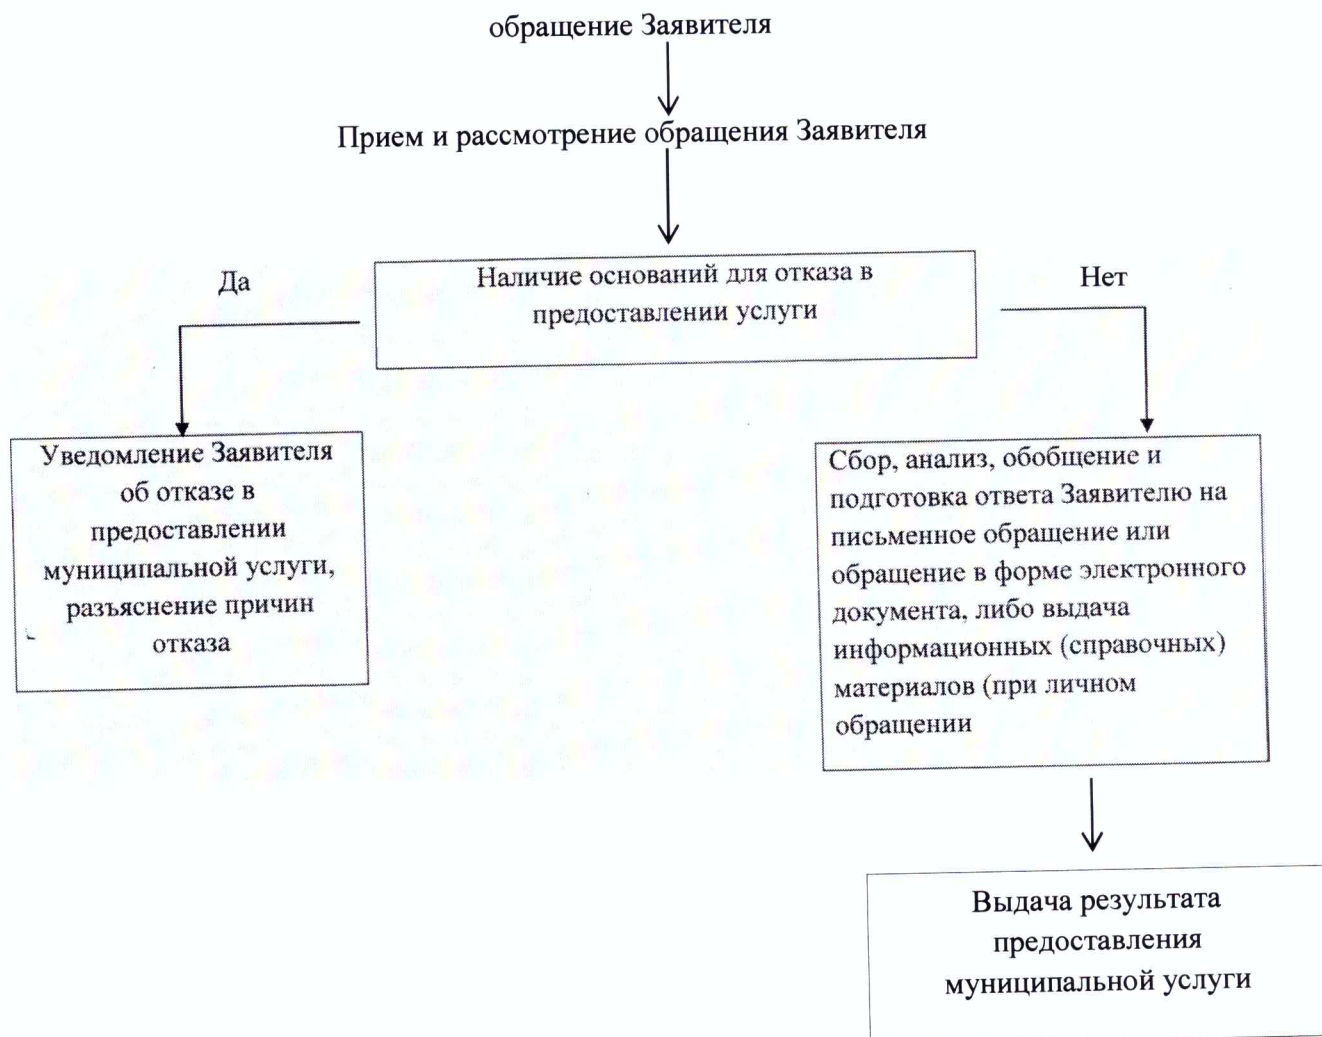 обращение Заявителя
Прием и рассмотрение обращения Заявителя
Да
Наличие оснований для отказа в
предоставлении услуги
Нет
Уведомление Заявителя
об отказе в
предоставлении
муниципальной услуги,
разъяснение причин
отказа
Сбор, анализ, обобщение и
подготовка ответа Заявителю на
письменное обращение или
обращение в форме электронного
документа, либо выдача
информационных (справочных)
материалов (при личном
обращении
Выдача результата
предоставления
муниципальной услуги